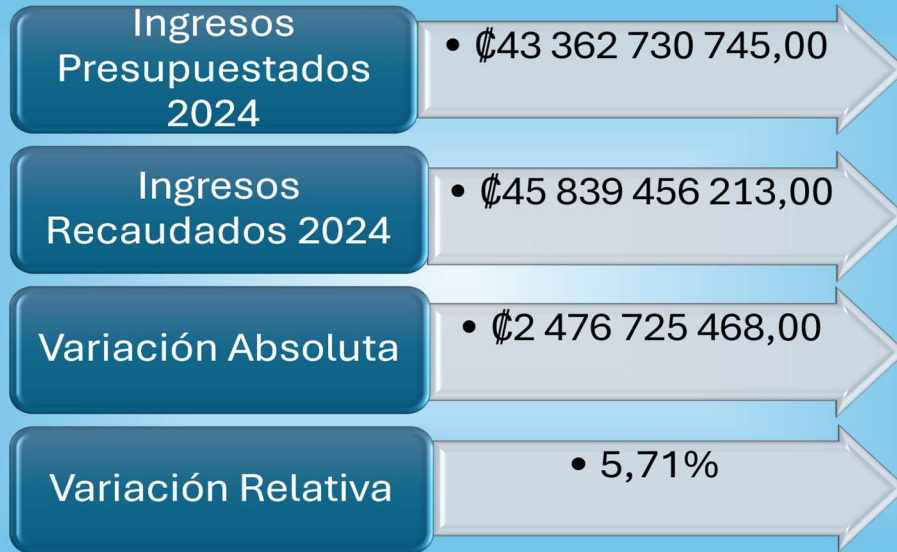 Ingresos
Presupuestados
2024
• ₡43 362 730 745,00
Ingresos
Recaudados 2024
• ₡45 839 456 213,00
Variación Absoluta
• ₡2 476 725 468,00
Variación Relativa
• 5,71%